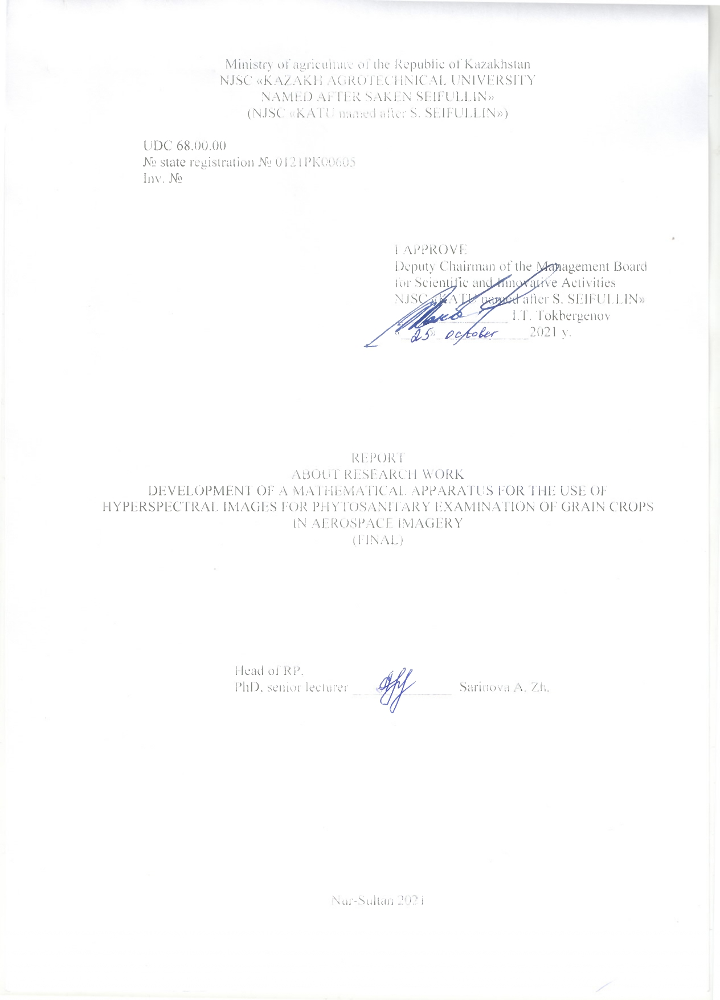 Ministry of agriculture of the Republic of Kazakhstan
NJSC «KAZAKH AGROTECHNICAL UNIVERSITY
NAMED AFTER SAKEN SEIFULLIN»
(NJSC «KATU named after S. SEIFULLIN»)
UDC 68.00.00
№ state registration № 0121PK00605
Inv. №
I APPROVE
Deputy Chairman of the Management Board
for Scientific and Innovative Activities
NJSC «KATU named after S. SEIFULLIN»
____________ I.T. Tokbergenov
«25» October 2021 y.
REPORT
ABOUT RESEARCH WORK
DEVELOPMENT OF A MATHEMATICAL APPARATUS FOR THE USE OF
HYPERSPECTRAL IMAGES FOR PHYTOSANITARY EXAMINATION OF GRAIN CROPS
IN AEROSPACE IMAGERY
(FINAL)
Head of RP,
PhD, senior lecturer ____________ Sarinova A. Zh.
Nur-Sultan 2021